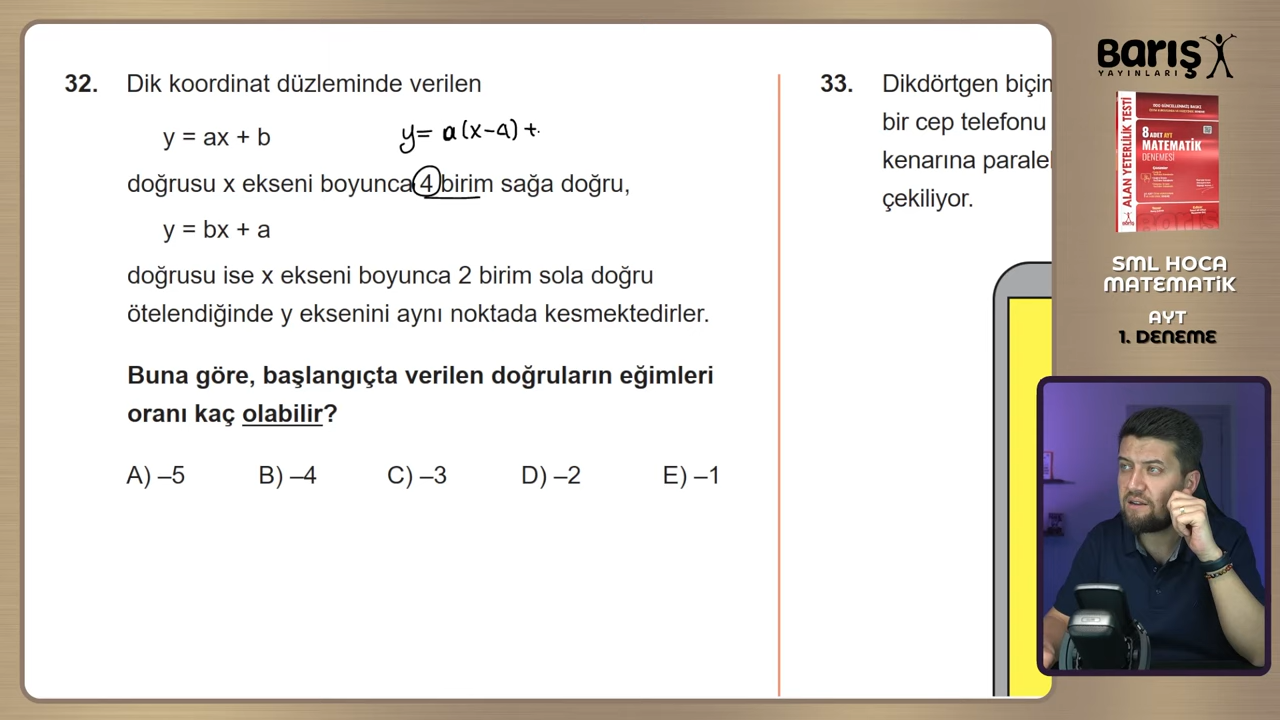 32. Dik koordinat düzleminde verilen
y = ax + b
y = a(x-4) +
doğrusu x ekseni boyunca 4 birim sağa doğru,
y = bx + a
doğrusu ise x ekseni boyunca 2 birim sola doğru
ötelendiğinde y eksenini aynı noktada kesmektedirler.
Buna göre, başlangıçta verilen doğruların eğimleri
oranı kaç olabilir?
A) –5 B) –4 C) –3 D) –2 E) –1
33. Dikdörtgen biçin
bir cep telefonu
kenarına paralel
çekiliyor.
BARIŞ
YAYINLARI
ALAN YETERLİLİK TESTİ
8 ADET AYT
MATEMATİK
DENEMESİ
SML HOCA
MATEMATİK
AYT
1. DENEME